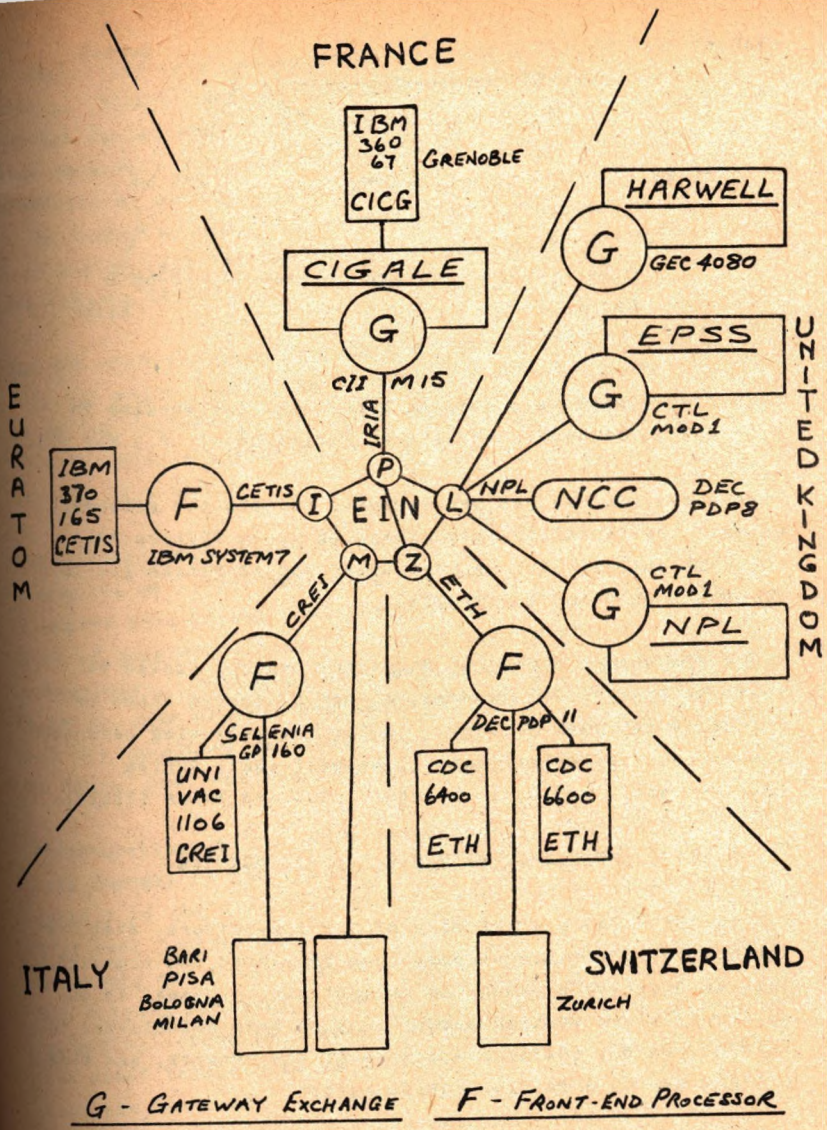 FRANCE
IBM
360
67
CICG
GRENOBLE
CIGALE
G
CII M15
IRIA
HARWELL
G
GEC 4080
EPSS
G
CTL
MOD1
UNITED KINGDOM
EURATOM
IBM
370
165
CETIS
F
IBM SYSTEM7
CETIS
I
P
EIN
L
M
Z
NPL
NCC
DEC
PDP8
CTL
MOD1
G
NPL
CREI
F
SELENIA
GP 160
UNI
VAC
1106
CREI
ETH
F
DEC PDP 11
CDC
6400
ETH
CDC
6600
ETH
ITALY
BARI
PISA
BOLOGNA
MILAN
SWITZERLAND
ZURICH
G - GATEWAY EXCHANGE F - FRONT-END PROCESSOR